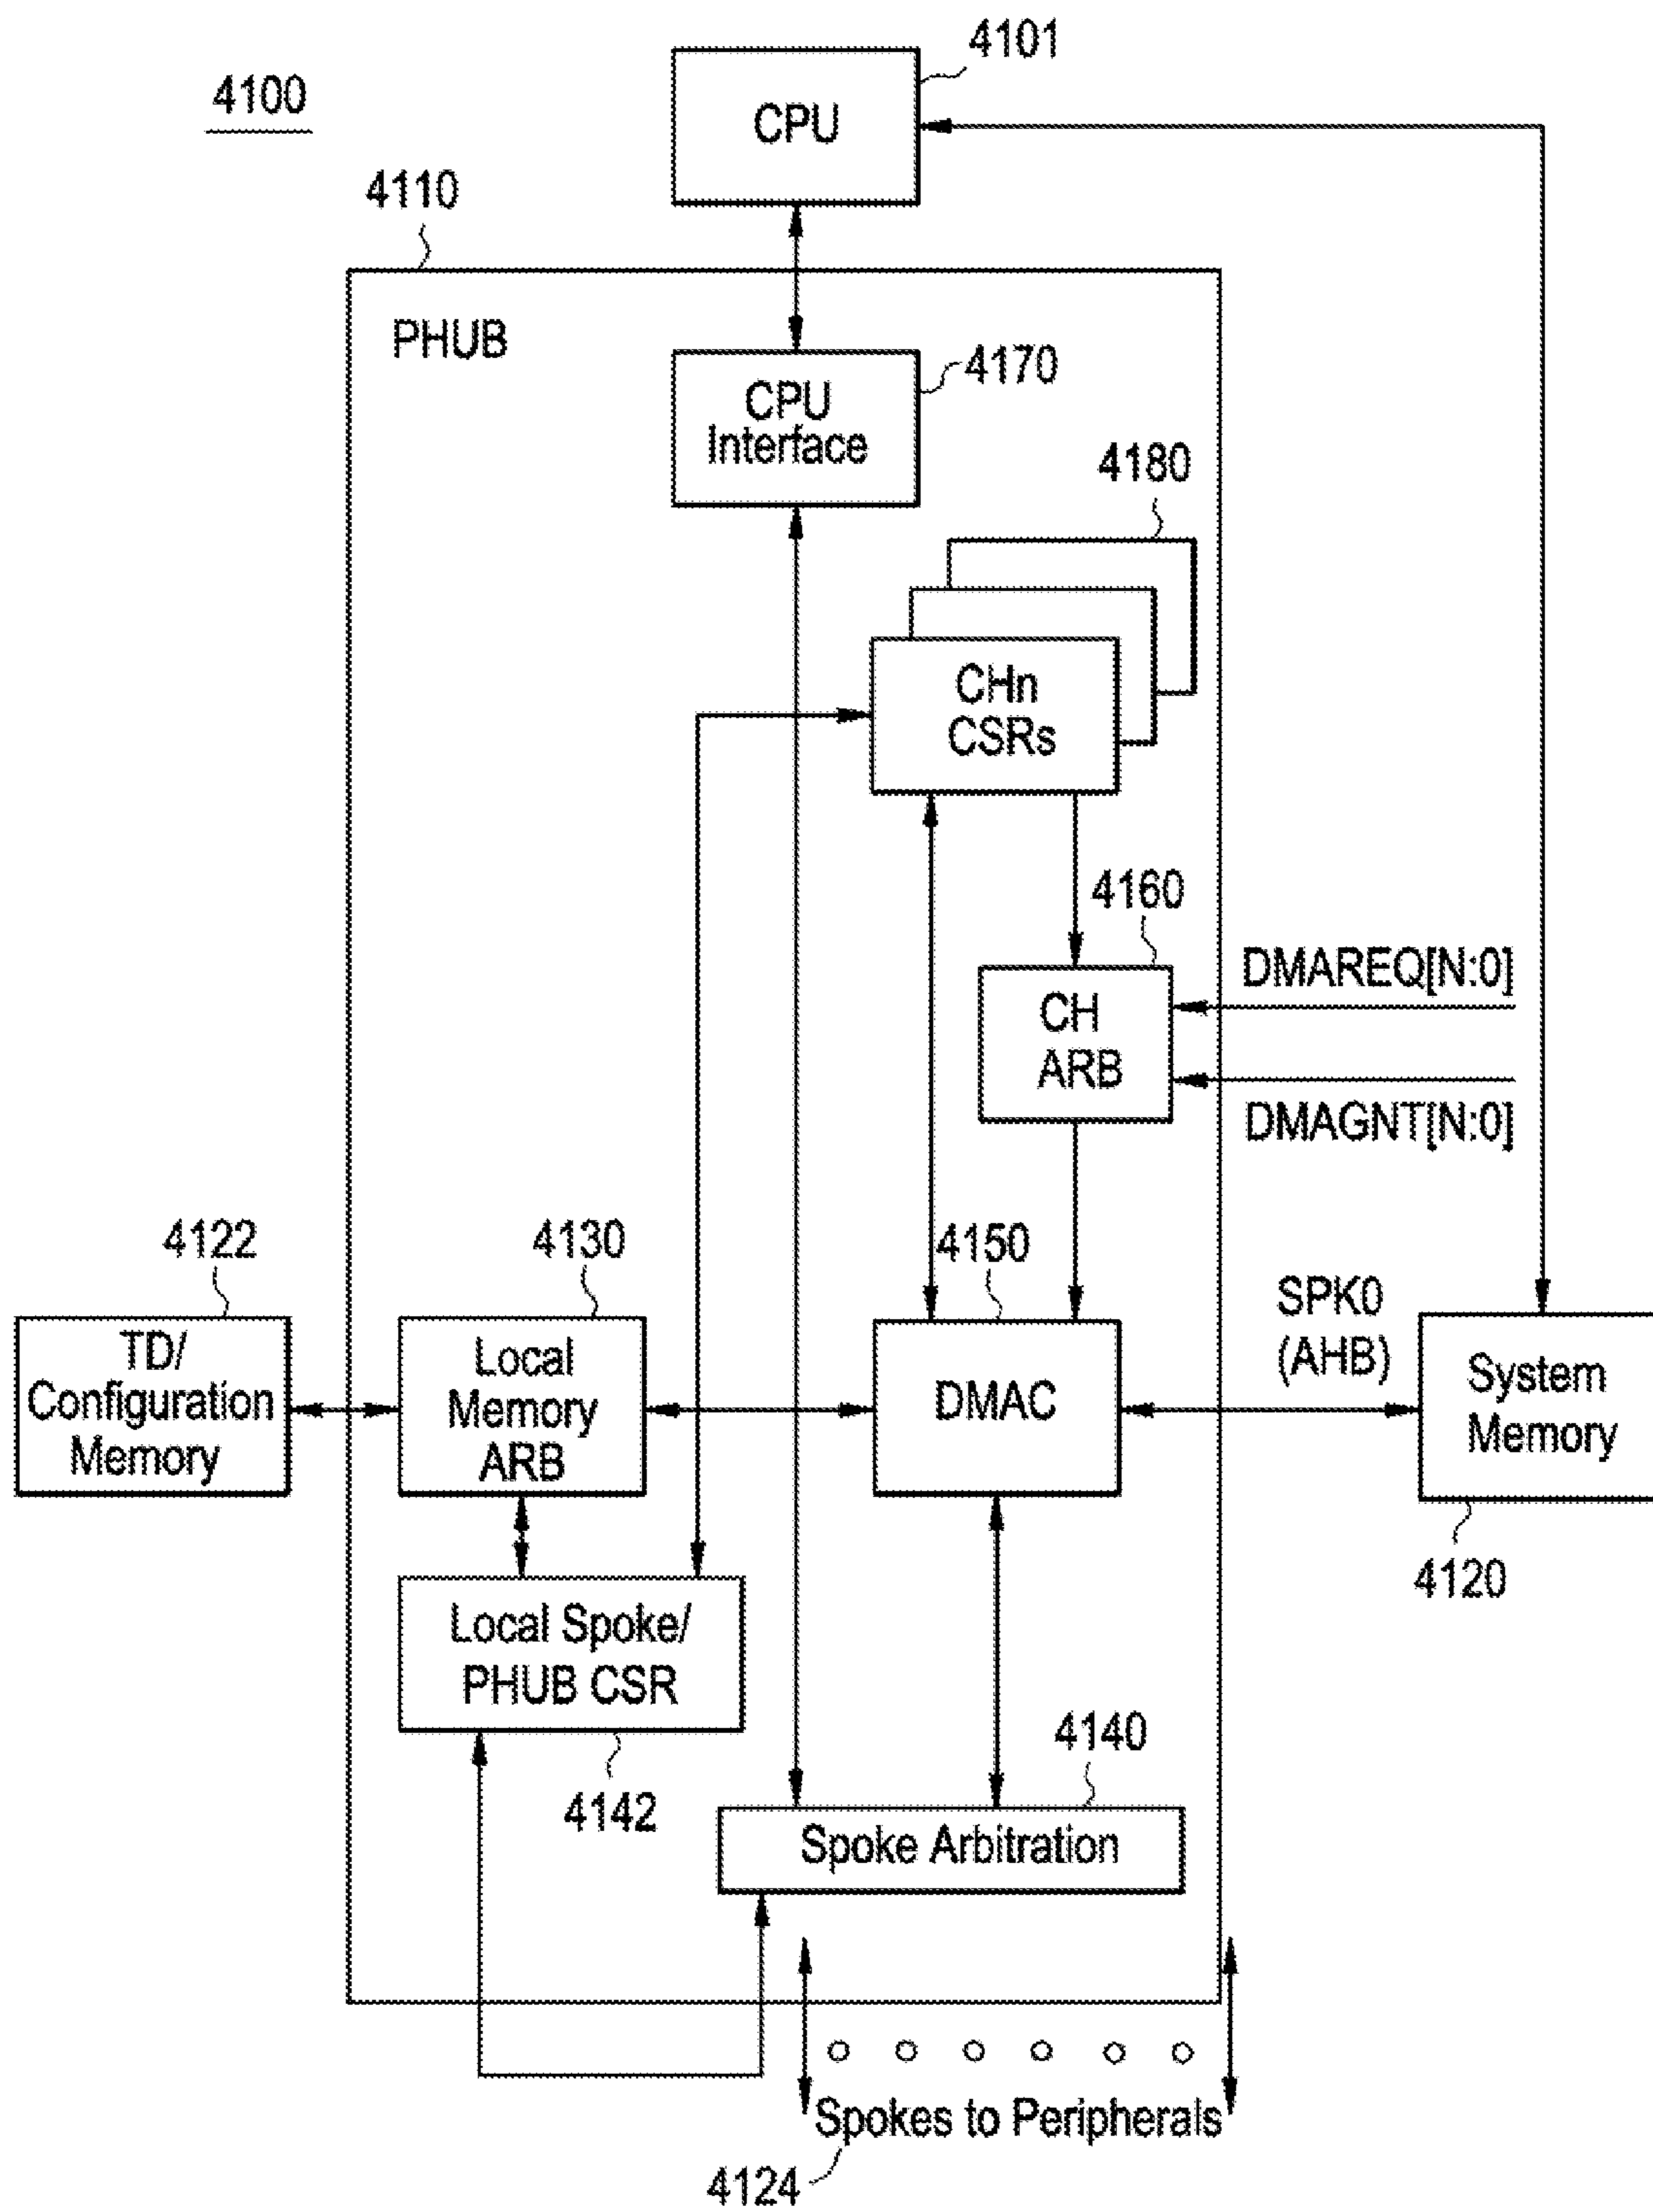 4100
4101
CPU
4110
PHUB
4170
CPU
Interface
4180
CHn
CSRs
4160
CH
ARB
DMAREQ[N:0]
DMAGNT[N:0]
4122
TD/
Configuration
Memory
4130
Local
Memory
ARB
4150
DMAC
SPK0
(AHB)
System
Memory
4120
Local Spoke/
PHUB CSR
4142
4140
Spoke Arbitration
Spokes to Peripherals
4124